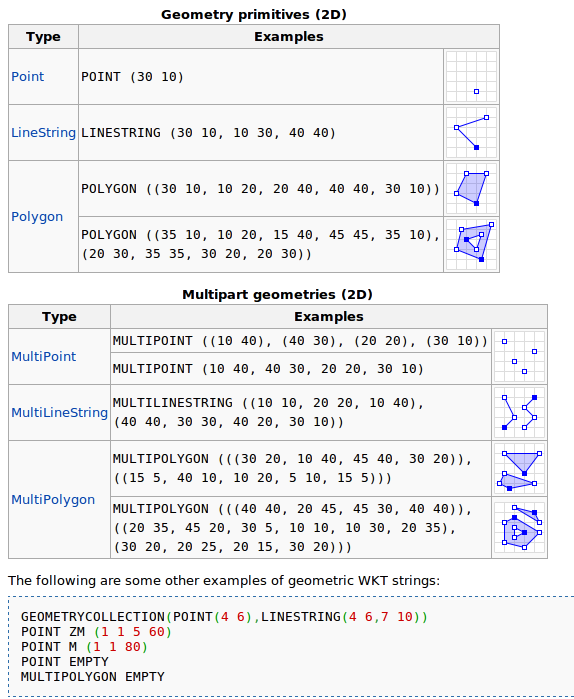 Geometry primitives (2D)
Type Examples
Point POINT (30 10)
LineString LINESTRING (30 10, 10 30, 40 40)
Polygon
POLYGON ((30 10, 10 20, 20 40, 40 40, 30 10))
POLYGON ((35 10, 10 20, 15 40, 45 45, 35 10),
(20 30, 35 35, 30 20, 20 30))
Multipart geometries (2D)
Type Examples
MultiPoint
MULTIPOINT ((10 40), (40 30), (20 20), (30 10))
MULTIPOINT (10 40, 40 30, 20 20, 30 10)
MultiLineString
MULTILINESTRING ((10 10, 20 20, 10 40),
(40 40, 30 30, 40 20, 30 10))
MultiPolygon
MULTIPOLYGON (((30 20, 10 40, 45 40, 30 20)),
((15 5, 40 10, 10 20, 5 10, 15 5)))
MULTIPOLYGON (((40 40, 20 45, 45 30, 40 40)),
((20 35, 45 20, 30 5, 10 10, 10 30, 20 35),
(30 20, 20 25, 20 15, 30 20)))
The following are some other examples of geometric WKT strings:
GEOMETRYCOLLECTION(POINT(4 6),LINESTRING(4 6,7 10))
POINT ZM (1 1 5 60)
POINT M (1 1 80)
POINT EMPTY
MULTIPOLYGON EMPTY